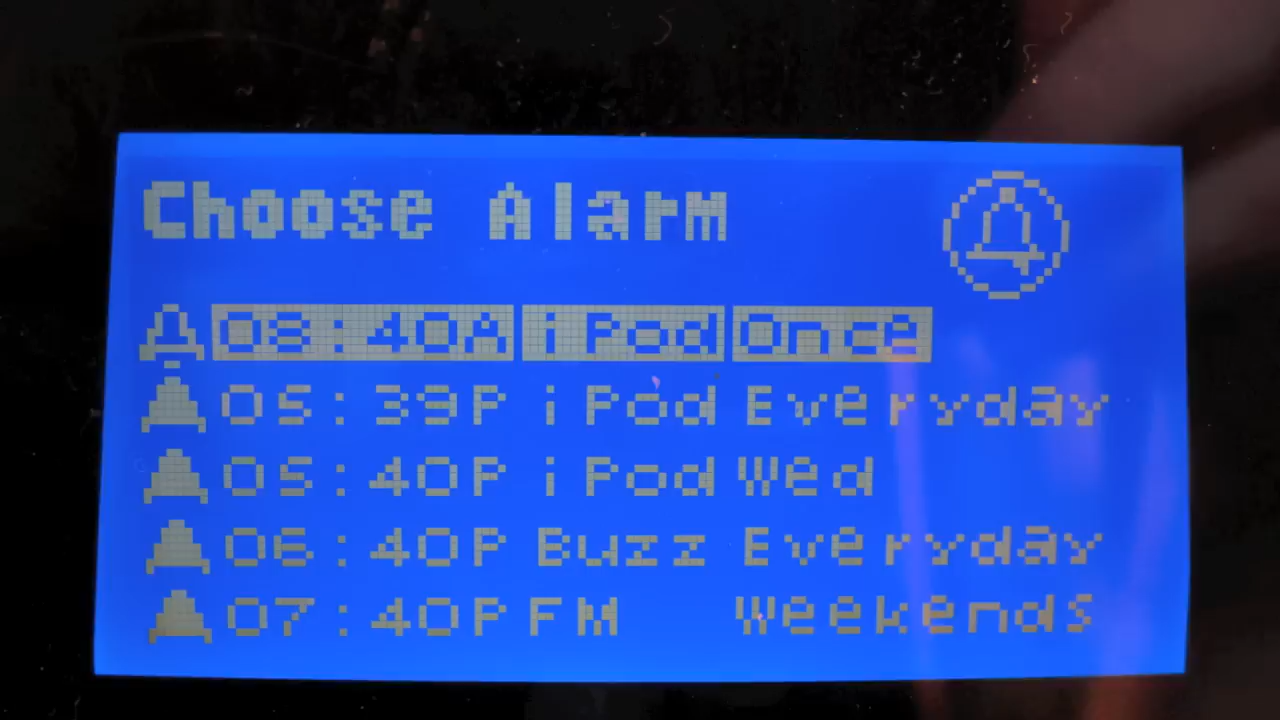 Choose Alarm
08:40A iPod Once
05:39P iPod Everyday
05:40P iPod Wed
06:40P Buzz Everyday
07:40P FM Weekends